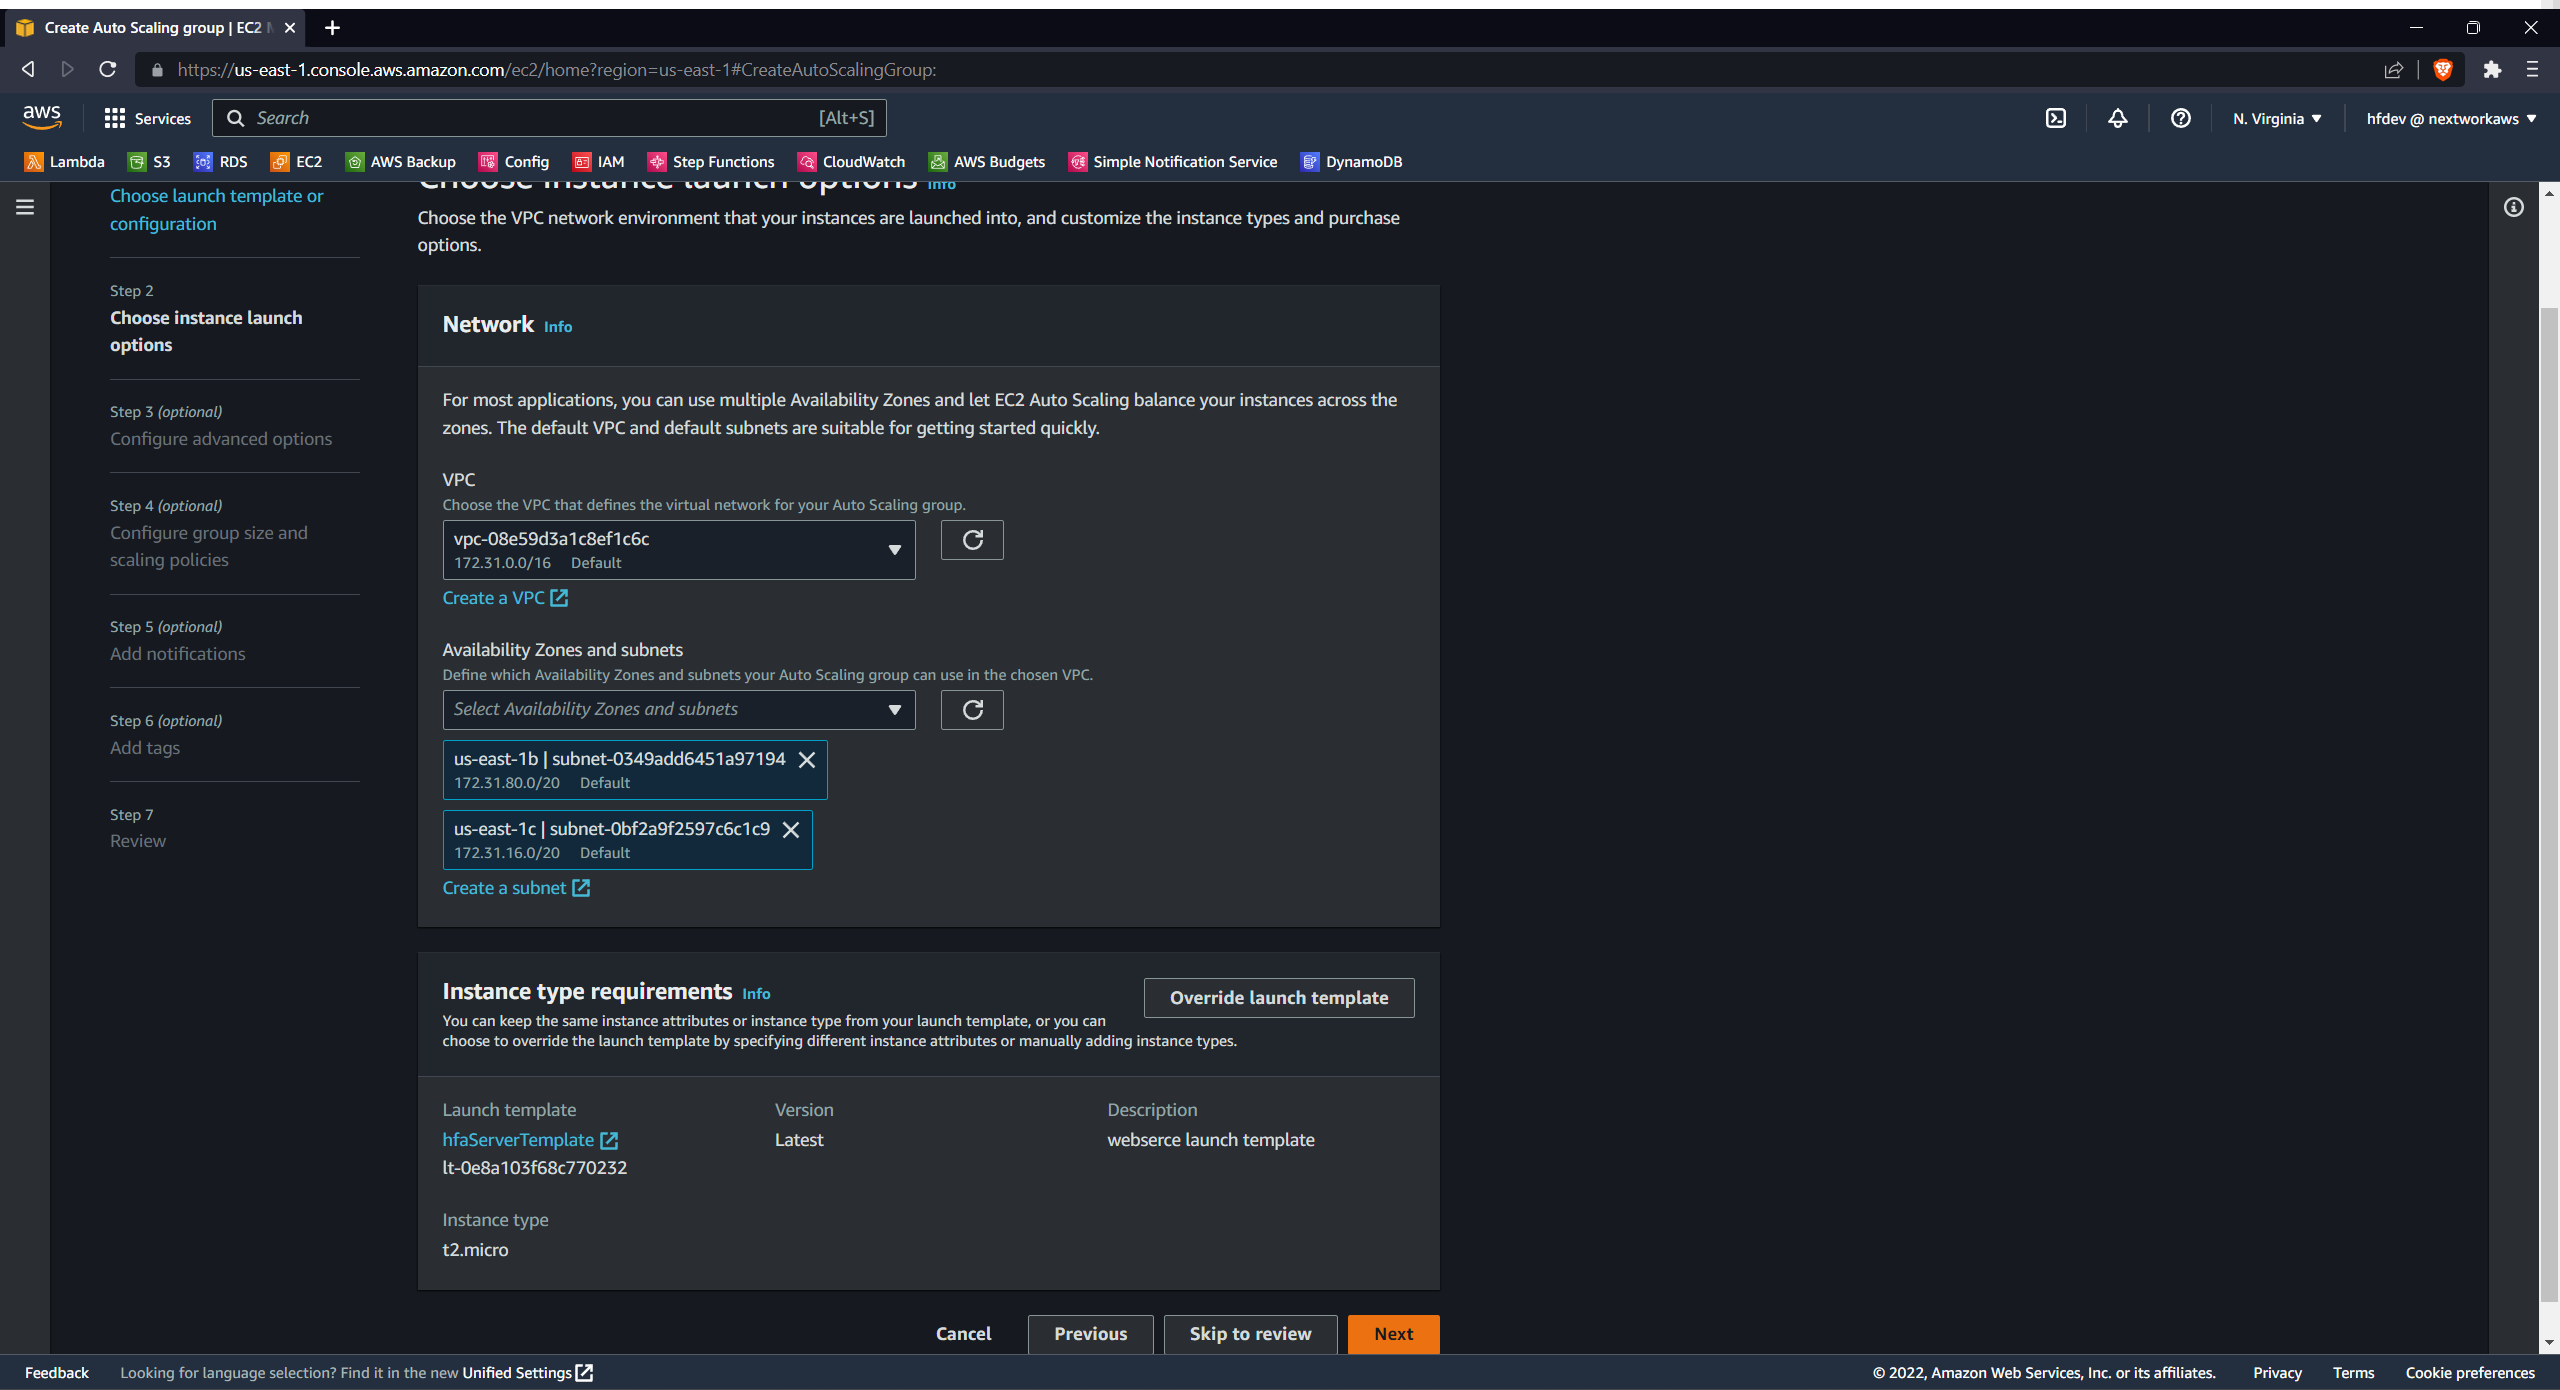 Create Auto Scaling group | EC2 M
https://us-east-1.console.aws.amazon.com/ec2/home?region=us-east-1#CreateAutoScalingGroup:
aws Services Search [Alt+S] N. Virginia hfdev @ nextworkaws
Lambda S3 RDS EC2 AWS Backup Config IAM Step Functions CloudWatch AWS Budgets Simple Notification Service DynamoDB
Choose launch template or
configuration
Step 2
Choose instance launch
options
Step 3 (optional)
Configure advanced options
Step 4 (optional)
Configure group size and
scaling policies
Step 5 (optional)
Add notifications
Step 6 (optional)
Add tags
Step 7
Review
Choose instance launch options Info
Choose the VPC network environment that your instances are launched into, and customize the instance types and purchase
options.
Network Info
For most applications, you can use multiple Availability Zones and let EC2 Auto Scaling balance your instances across the
zones. The default VPC and default subnets are suitable for getting started quickly.
VPC
Choose the VPC that defines the virtual network for your Auto Scaling group.
vpc-08e59d3a1c8ef1c6c
172.31.0.0/16 Default
Create a VPC
Availability Zones and subnets
Define which Availability Zones and subnets your Auto Scaling group can use in the chosen VPC.
Select Availability Zones and subnets
us-east-1b | subnet-0349add6451a97194
172.31.80.0/20 Default
us-east-1c | subnet-0bf2a9f2597c6c1c9
172.31.16.0/20 Default
Create a subnet
Instance type requirements Info
Override launch template
You can keep the same instance attributes or instance type from your launch template, or you can
choose to override the launch template by specifying different instance attributes or manually adding instance types.
Launch template Version Description
hfaServerTemplate Latest webserce launch template
lt-0e8a103f68c770232
Instance type
t2.micro
Cancel Previous Skip to review Next
Feedback Looking for language selection? Find it in the new Unified Settings © 2022, Amazon Web Services, Inc. or its affiliates. Privacy Terms Cookie preferences